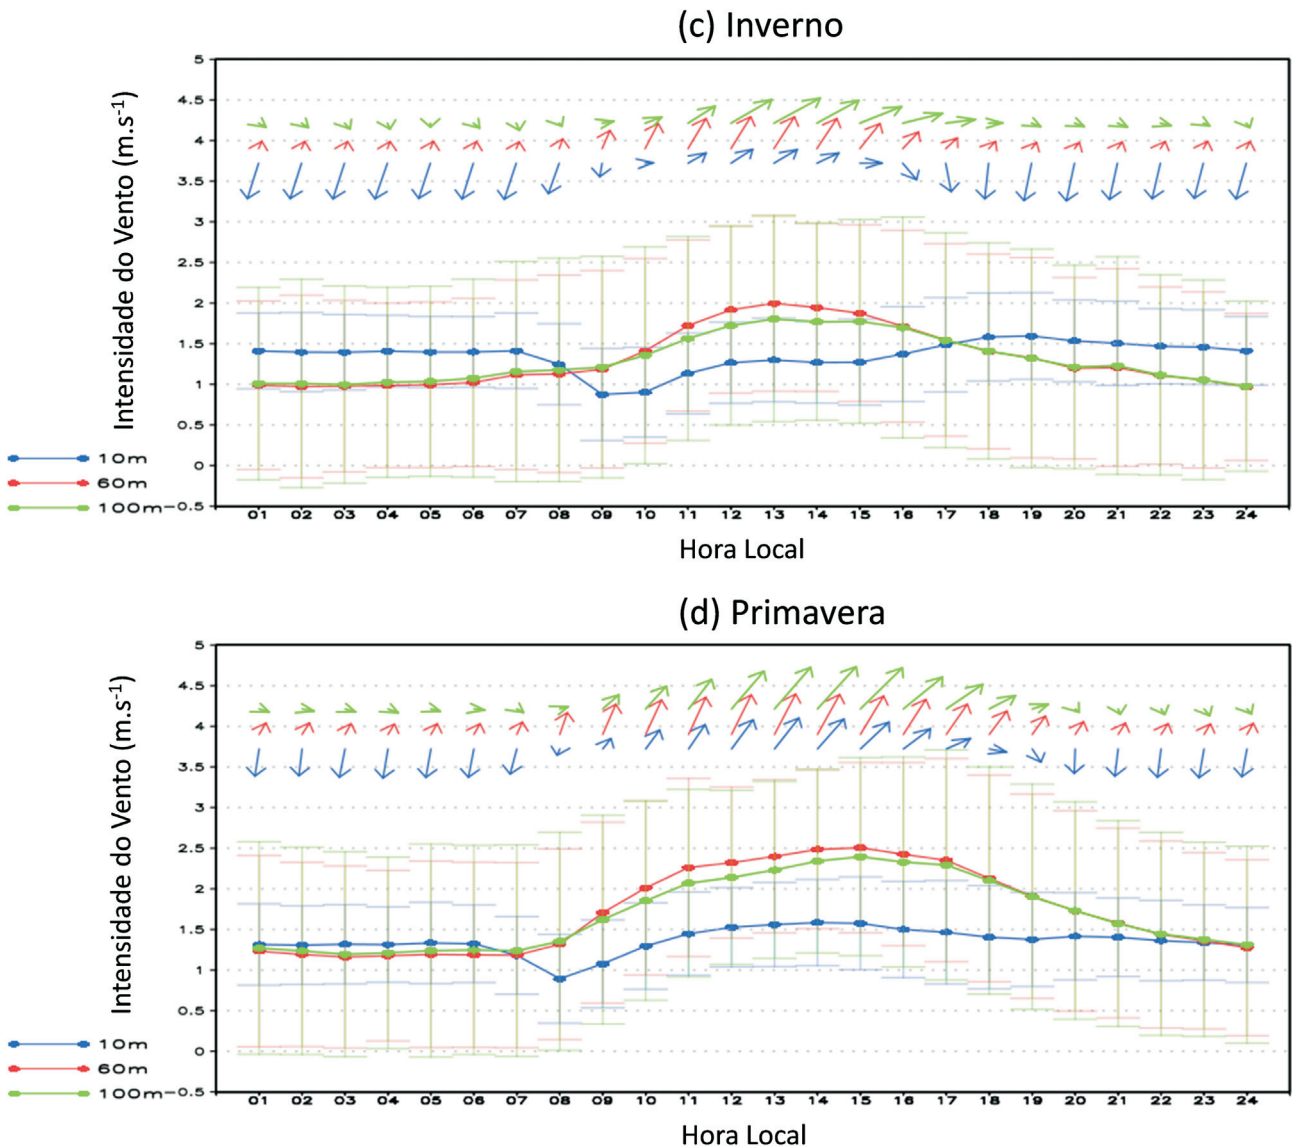 (c) Inverno
Intensidade do Vento (m.s-1)
5
4.5
4
3.5
3
2.5
2
1.5
1
0.5
0
-0.5
10m
60m
100m
01 02 03 04 05 06 07 08 09 10 11 12 13 14 15 16 17 18 19 20 21 22 23 24
Hora Local
(d) Primavera
Intensidade do Vento (m.s-1)
5
4.5
4
3.5
3
2.5
2
1.5
1
0.5
0
-0.5
10m
60m
100m
01 02 03 04 05 06 07 08 09 10 11 12 13 14 15 16 17 18 19 20 21 22 23 24
Hora Local